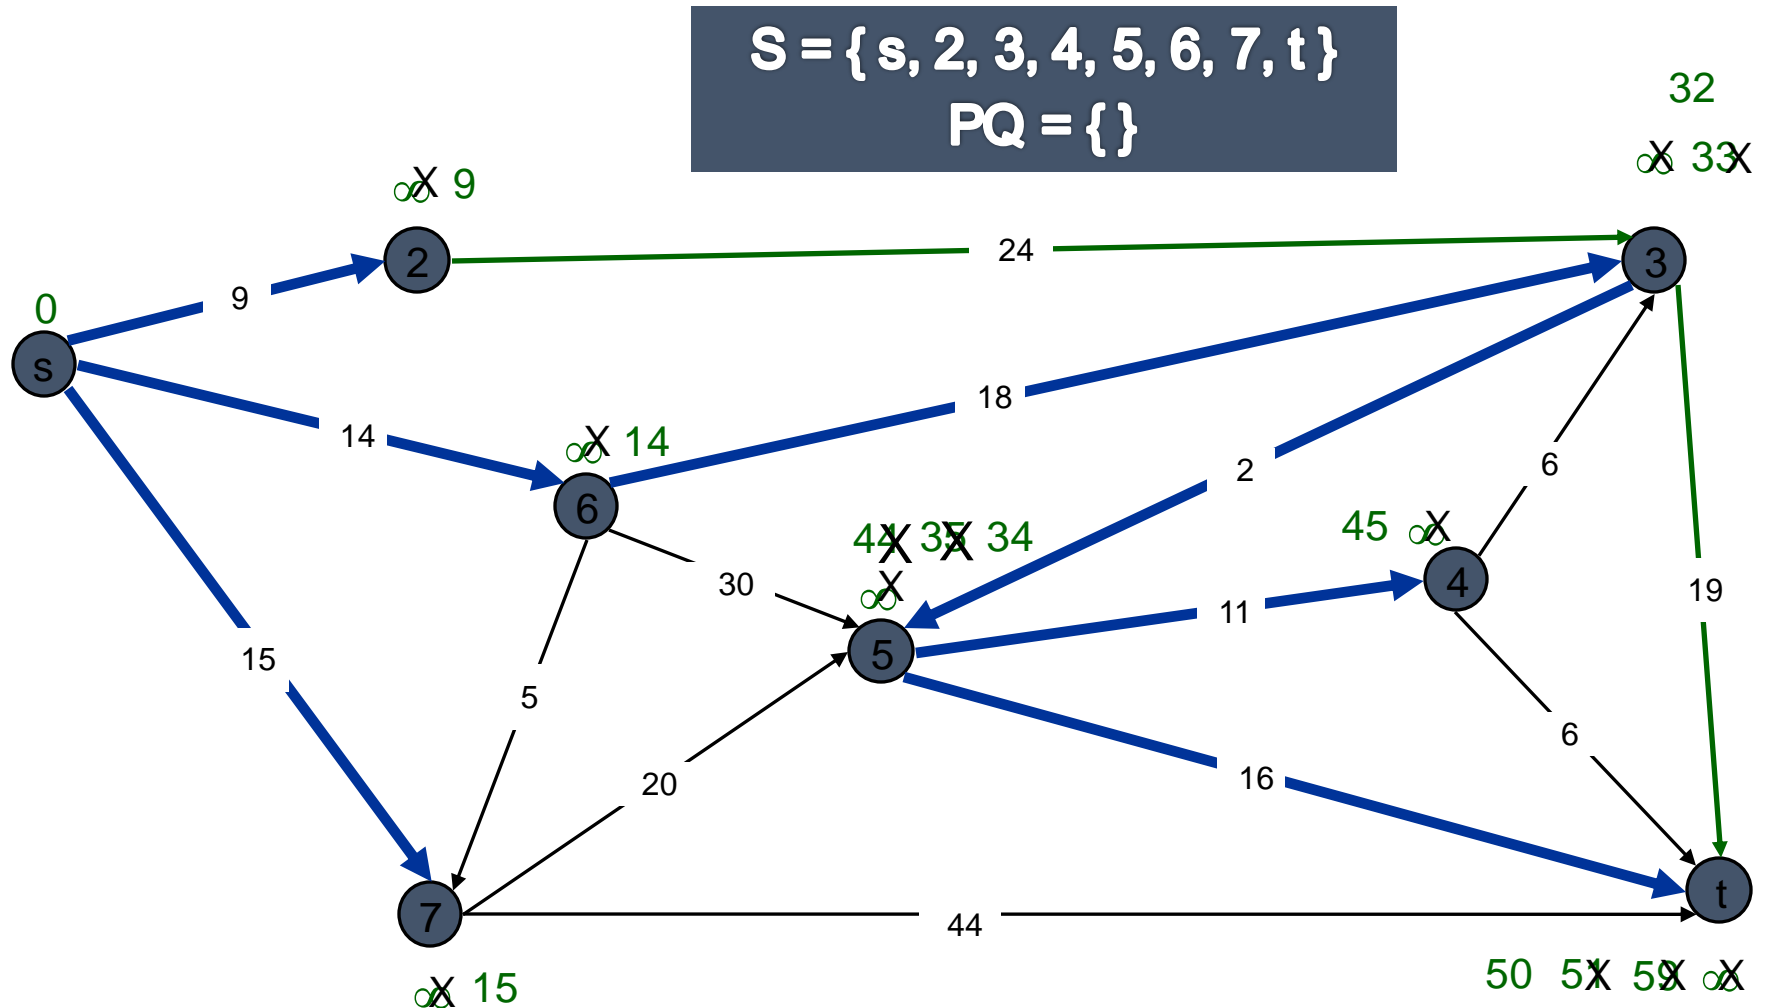 S = { s, 2, 3, 4, 5, 6, 7, t }
PQ = { }
32
∞ X 33 X
∞ X 9
2
24
3
9
0
s
18
14
∞ X 14
2
6
6
44 X 35 X 34
45 ∞ X
30
∞ X
4
19
11
15
5
5
6
20
16
7
t
44
∞ X 15
50 51 X 59 X ∞ X